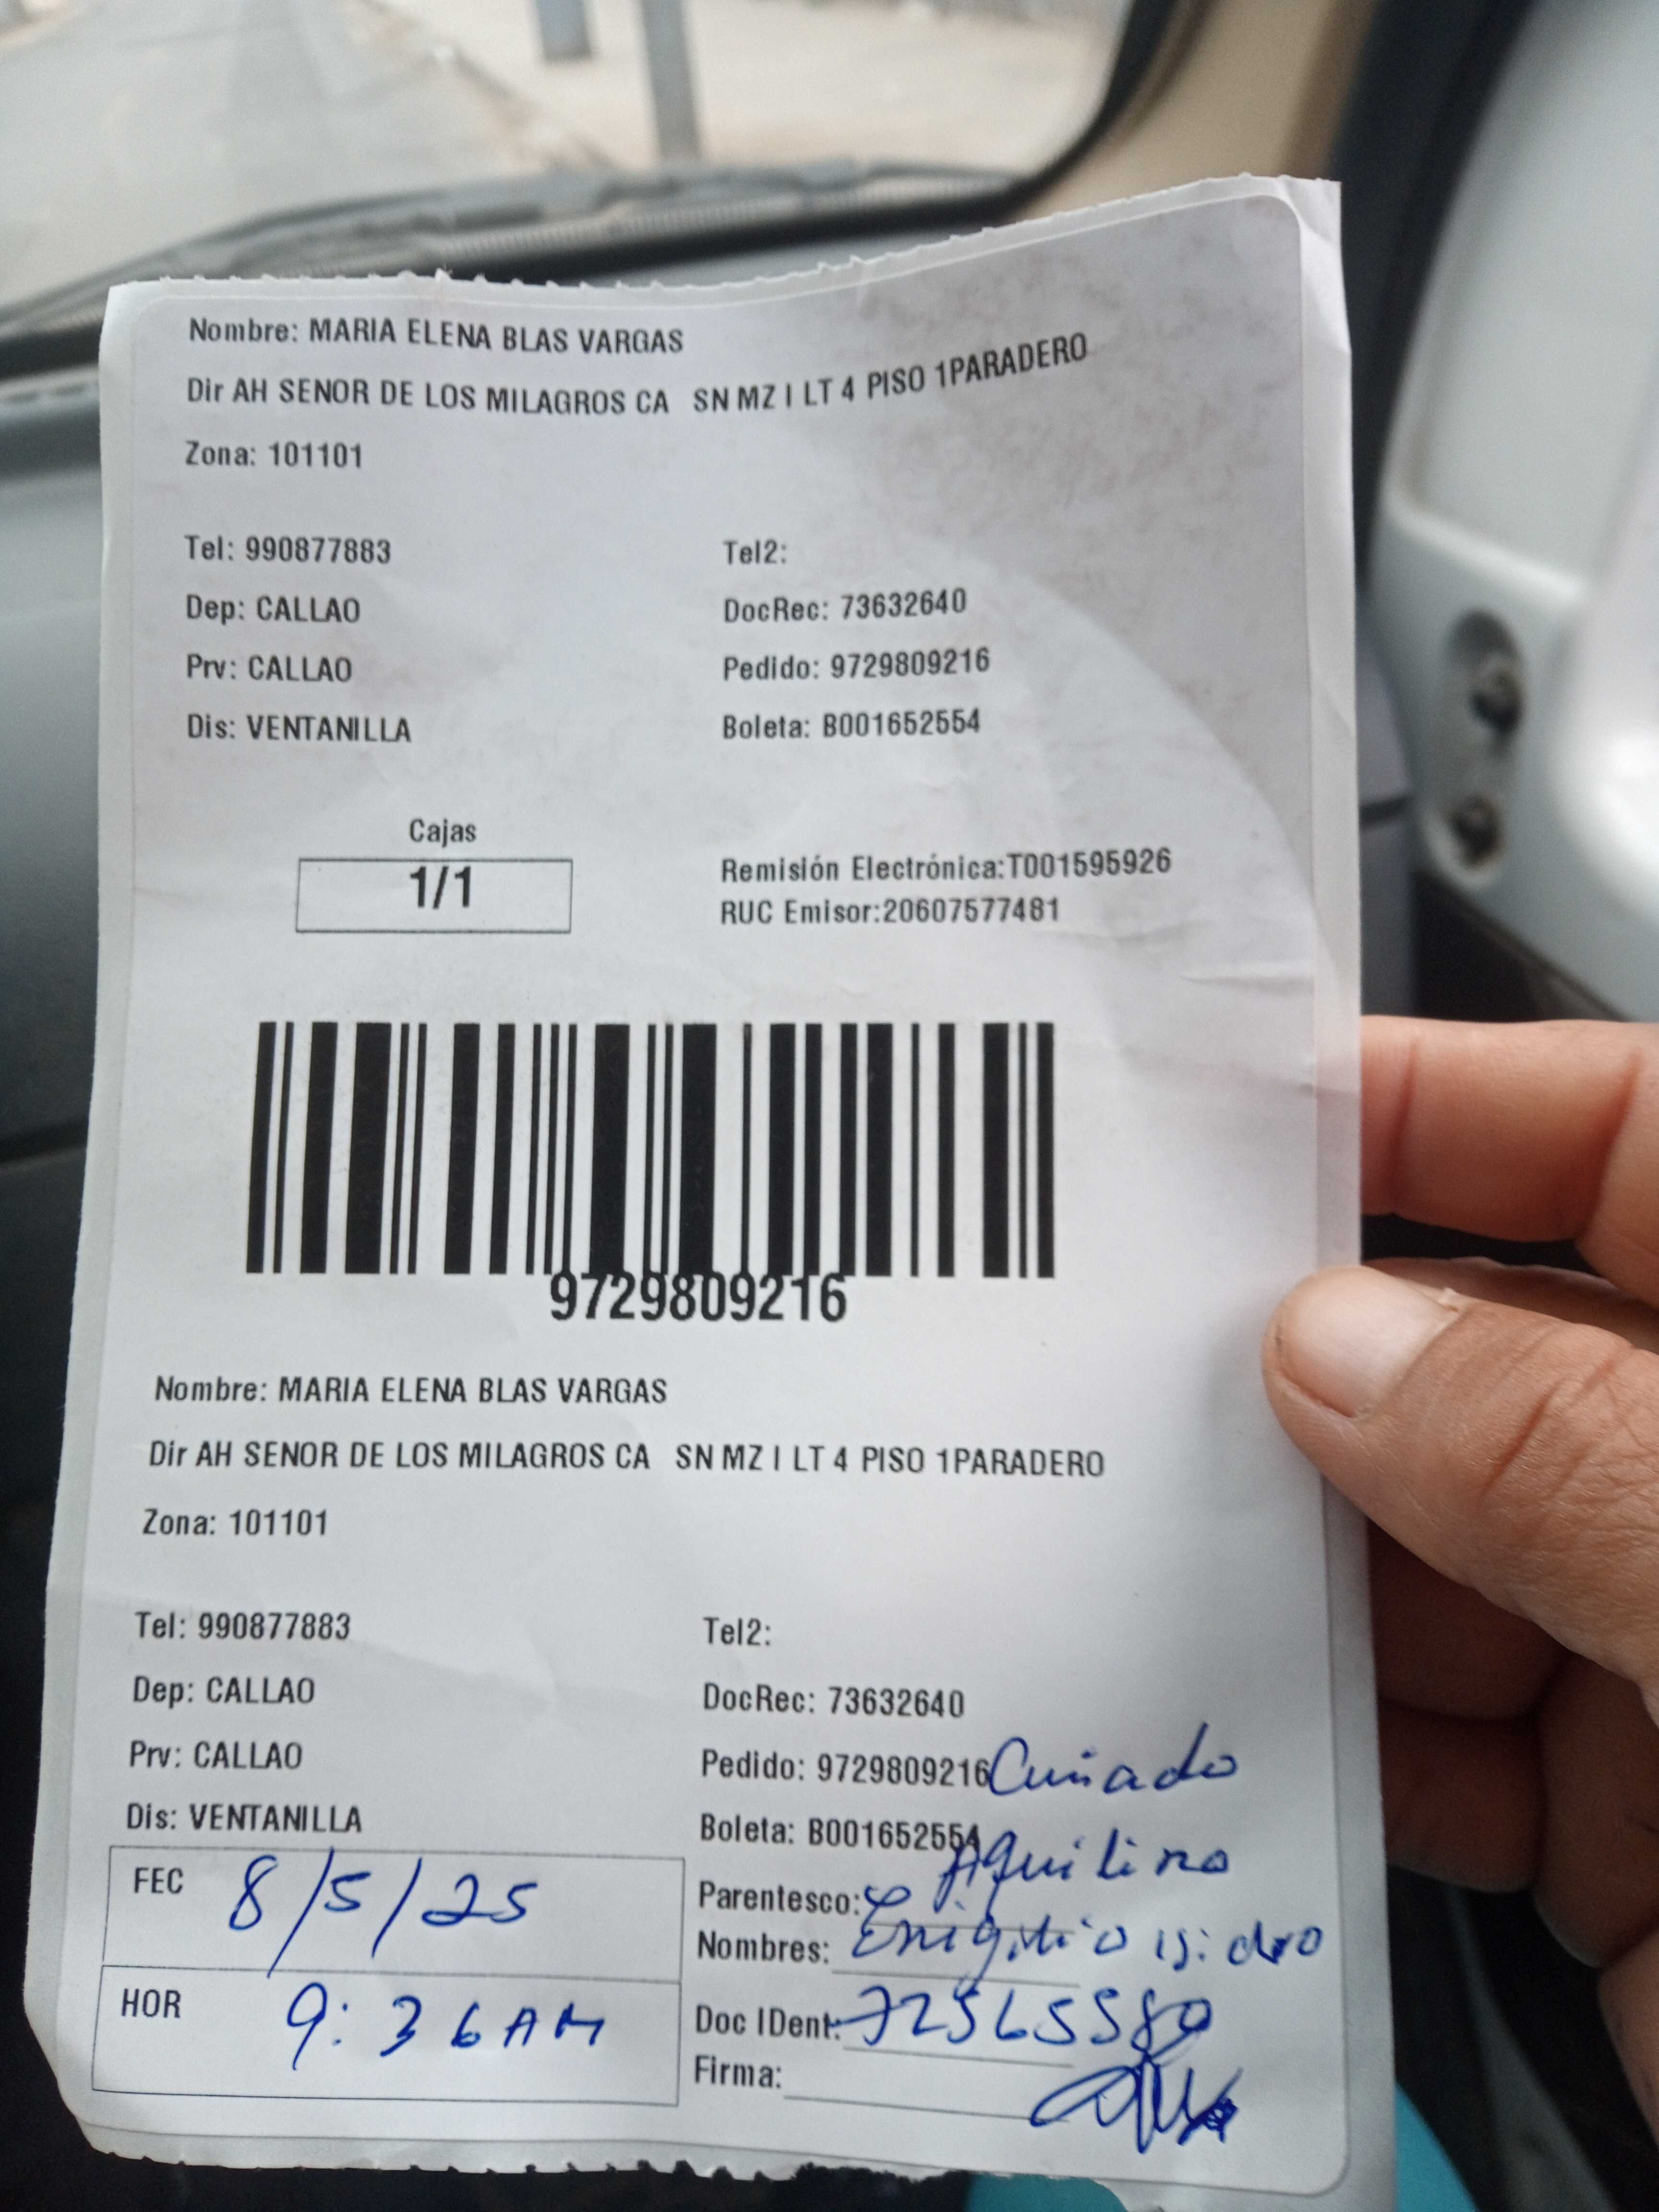 Nombre: MARIA ELENA BLAS VARGAS
Dir AH SENOR DE LOS MILAGROS CA SN MZ I LT 4 PISO 1PARADERO
Zona: 101101
Tel: 990877883 Tel2:
Dep: CALLAO DocRec: 73632640
Prv: CALLAO Pedido: 9729809216
Dis: VENTANILLA Boleta: B001652554
Cajas
1/1
Remisión Electrónica:T001595926
RUC Emisor:20607577481
9729809216
Nombre: MARIA ELENA BLAS VARGAS
Dir AH SENOR DE LOS MILAGROS CA SN MZ I LT 4 PISO 1PARADERO
Zona: 101101
Tel: 990877883 Tel2:
Dep: CALLAO DocRec: 73632640
Prv: CALLAO Pedido: 9729809216 Cuñado
Dis: VENTANILLA Boleta: B001652554
FEC 8/5/25
Parentesco: Aquilino
Nombres: isidro
HOR 9:36AM
Doc IDent:
Firma: